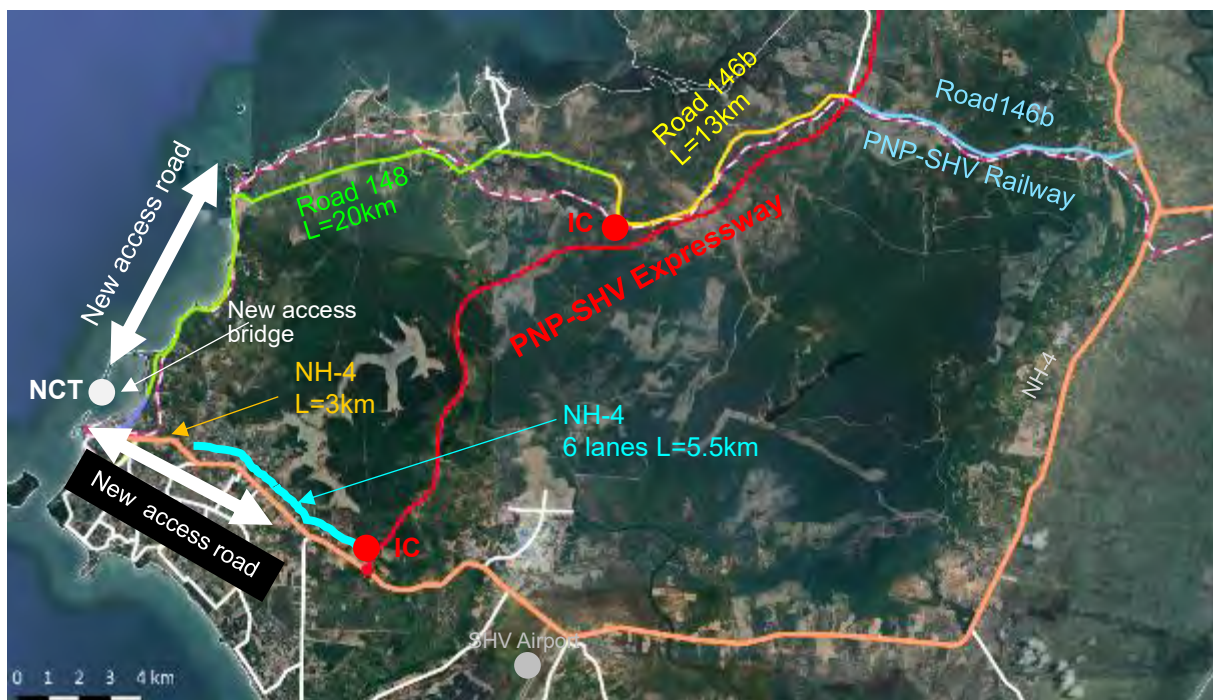 Road 146b
L=13km
Road146b
PNP-SHV Railway
New access road
Road 148
L=20km
IC
PNP-SHV Expressway
New access
bridge
NCT
NH-4
L=3km
NH-4
6 lanes L=5.5km
NH-4
New access road
IC
SHV Airport
0 1 2 3 4 km